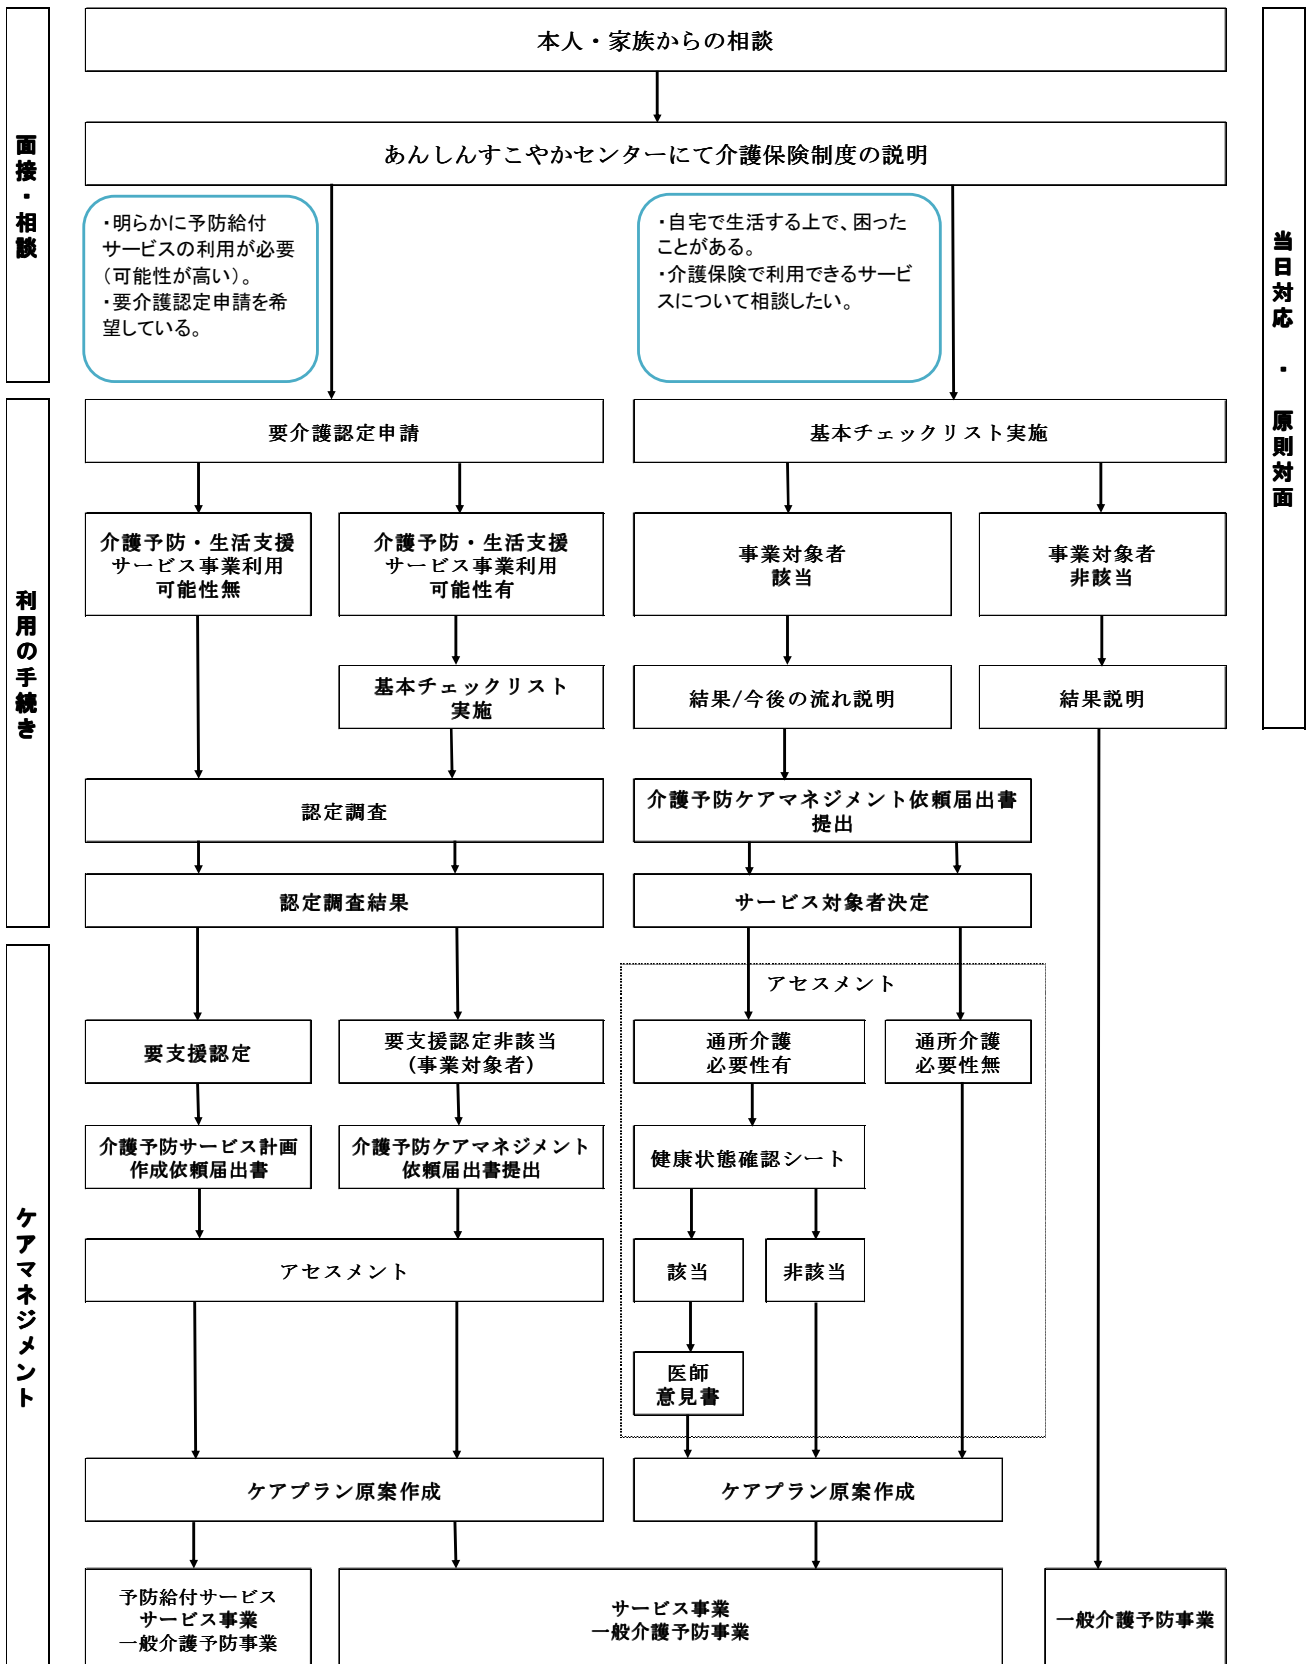 本人・家族からの相談
あんしんすこやかセンターにて介護保険制度の説明
面接・相談
・明らかに予防給付
サービスの利用が必要
（可能性が高い）。
・要介護認定申請を希
望している。
・自宅で生活する上で、困った
ことがある。
・介護保険で利用できるサービ
スについて相談したい。
当日対応 ・ 原則対面
利用の手続き
要介護認定申請
基本チェックリスト実施
介護予防・生活支援
サービス事業利用
可能性無
介護予防・生活支援
サービス事業利用
可能性有
事業対象者
該当
事業対象者
非該当
基本チェックリスト
実施
結果/今後の流れ説明
結果説明
認定調査
介護予防ケアマネジメント依頼届出書
提出
認定調査結果
サービス対象者決定
ケアマネジメント
アセスメント
要支援認定
要支援認定非該当
(事業対象者)
通所介護
必要性有
通所介護
必要性無
介護予防サービス計画
作成依頼届出書
介護予防ケアマネジメント
依頼届出書提出
健康状態確認シート
アセスメント
該当
非該当
医師
意見書
ケアプラン原案作成
ケアプラン原案作成
予防給付サービス
サービス事業
一般介護予防事業
サービス事業
一般介護予防事業
一般介護予防事業